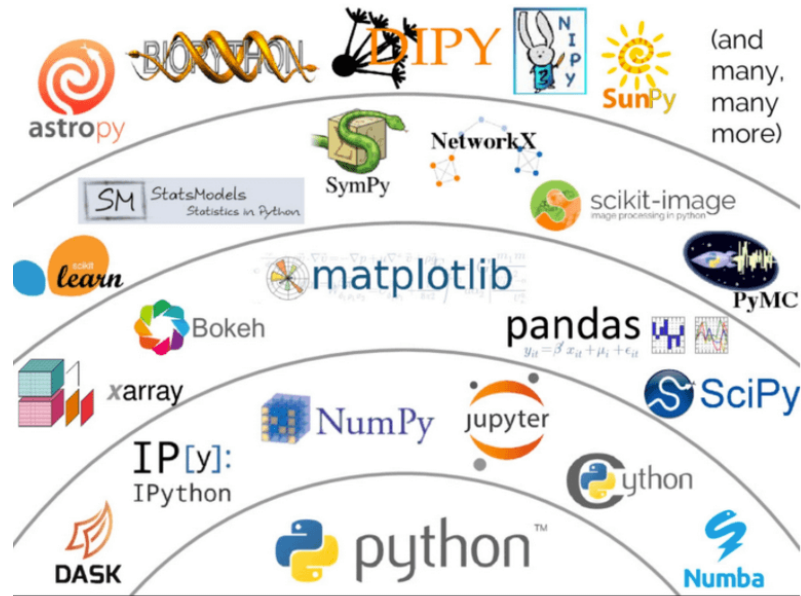 BIOPYTHON
DIPY
NIPY
(and
many,
many
more)
astropy
SunPy
SymPy
NetworkX
SM StatsModels
Statistics in Python
scikit-image
image processing in python
scikit
learn
matplotlib
PyMC
Bokeh
pandas
xarray
NumPy
jupyter
SciPy
IP[y]:
IPython
Cython
DASK
python™
Numba